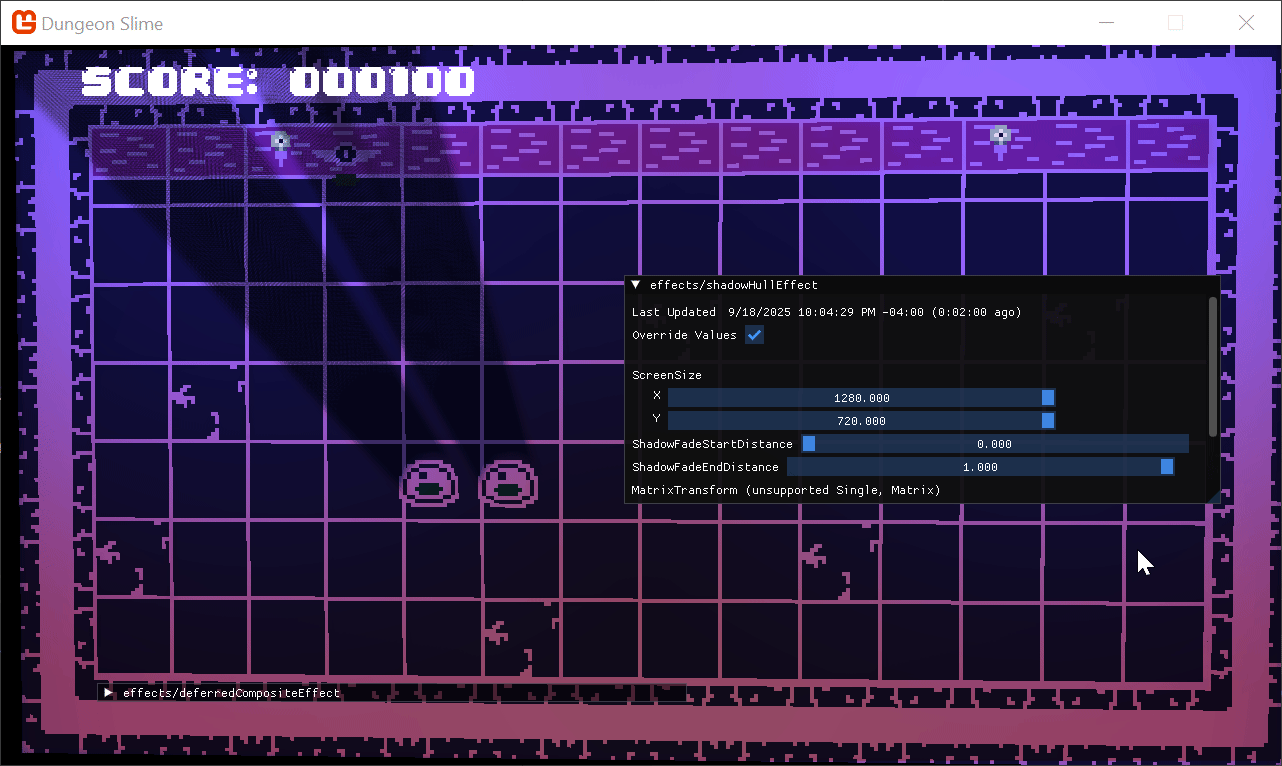 Dungeon Slime
SCORE: 000100
effects/shadowHullEffect
Last Updated 9/18/2025 10:04:29 PM -04:00 (0:02:00 ago)
Override Values
ScreenSize
X 1280.000
Y 720.000
ShadowFadeStartDistance 0.000
ShadowFadeEndDistance 1.000
MatrixTransform (unsupported Single, Matrix)
effects/deferredCompositeEffect